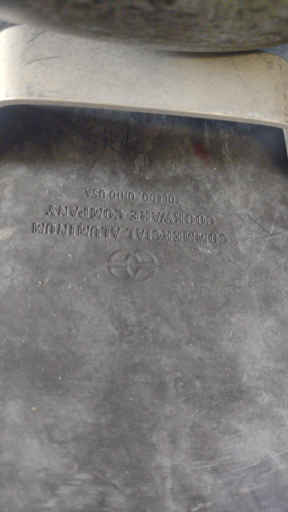 COMMERCIAL ALUMINUM
COOKWARE COMPANY
TOLEDO, OHIO USA